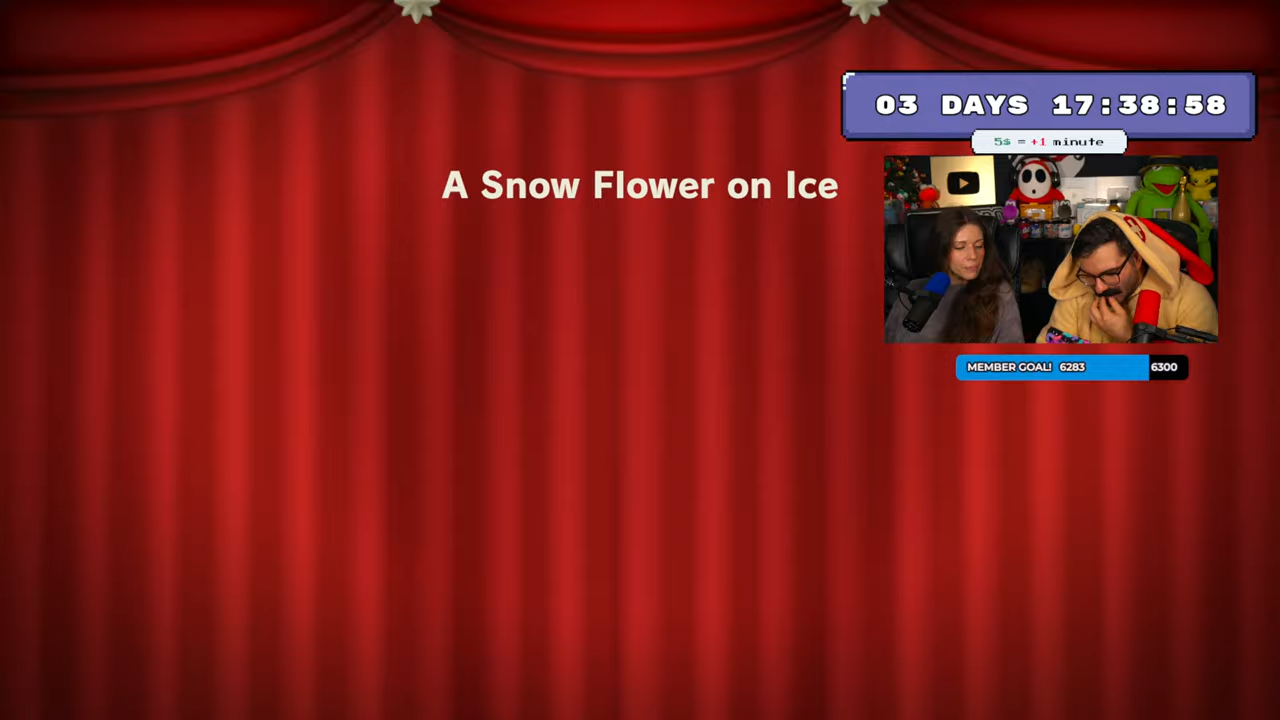 03 DAYS 17:38:58
5$ = +1 minute
A Snow Flower on Ice
MEMBER GOAL! 6283 6300